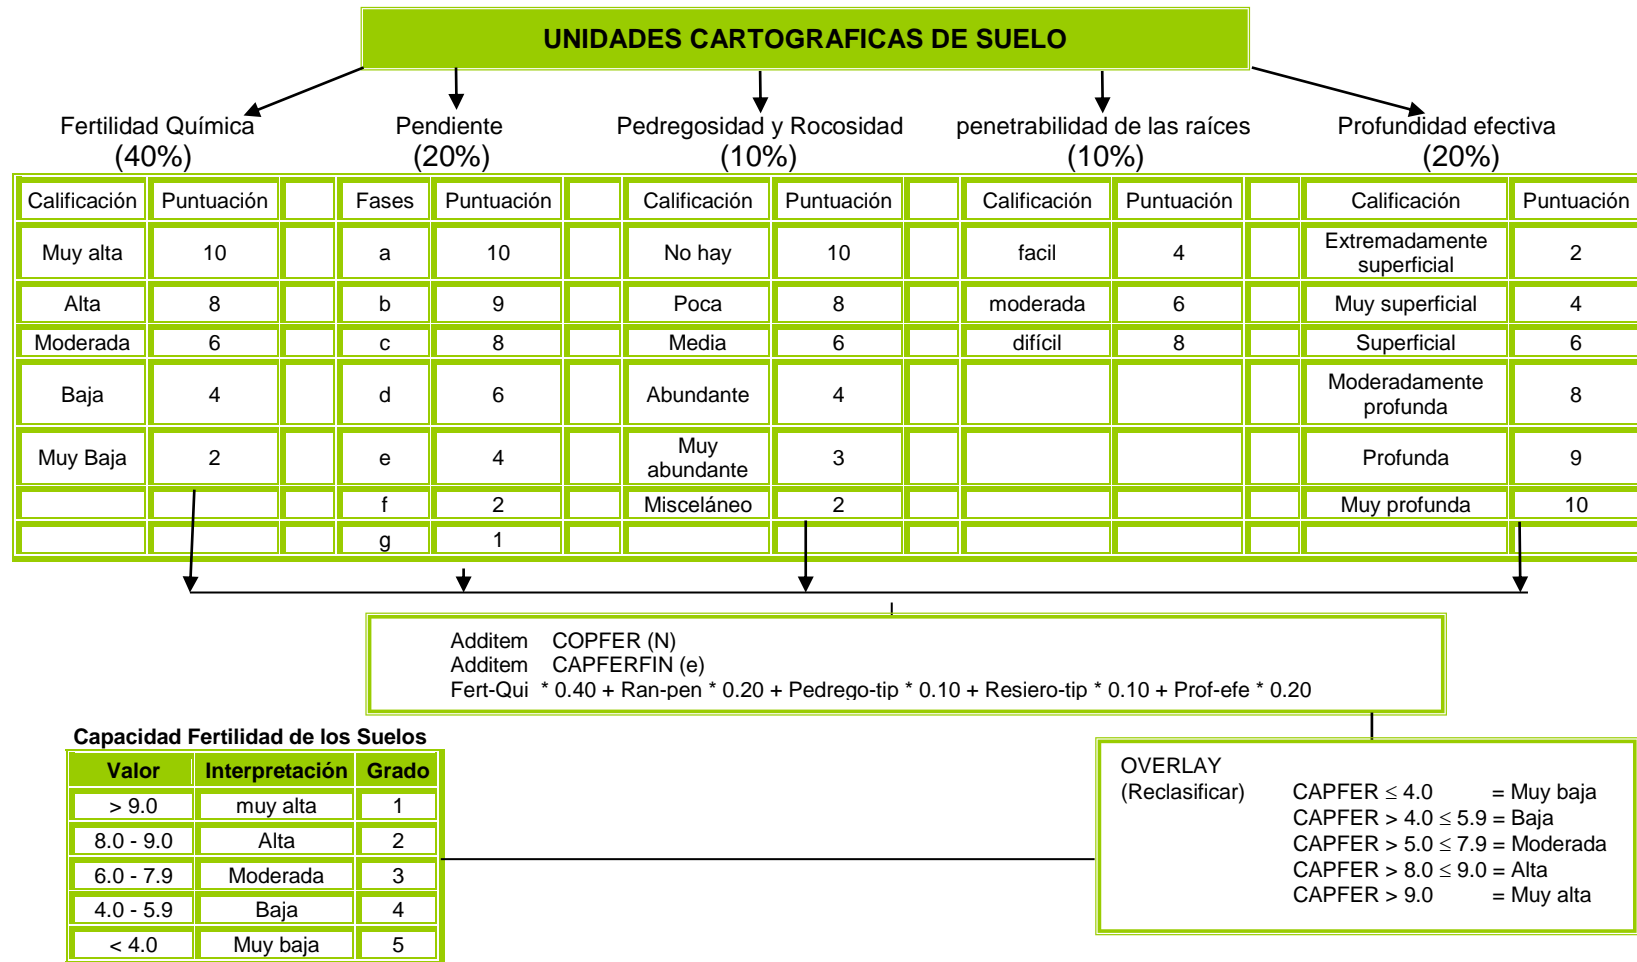 UNIDADES CARTOGRAFICAS DE SUELO
Fertilidad Química Pendiente Pedregosidad y Rocosidad penetrabilidad de las raíces Profundidad efectiva
(40%) (20%) (10%) (10%) (20%)
Calificación Puntuación Fases Puntuación Calificación Puntuación Calificación Puntuación Calificación Puntuación
Muy alta 10 a 10 No hay 10 facil 4 Extremadamente
superficial 2
Alta 8 b 9 Poca 8 moderada 6 Muy superficial 4
Moderada 6 c 8 Media 6 difícil 8 Superficial 6
Baja 4 d 6 Abundante 4 Moderadamente
profunda 8
Muy Baja 2 e 4 Muy
abundante 3 Profunda 9
f 2 Misceláneo 2 Muy profunda 10
g 1
Additem COPFER (N)
Additem CAPFERFIN (e)
Fert-Qui * 0.40 + Ran-pen * 0.20 + Pedrego-tip * 0.10 + Resiero-tip * 0.10 + Prof-efe * 0.20
Capacidad Fertilidad de los Suelos
Valor Interpretación Grado
> 9.0 muy alta 1
8.0 - 9.0 Alta 2
6.0 - 7.9 Moderada 3
4.0 - 5.9 Baja 4
< 4.0 Muy baja 5
OVERLAY
(Reclasificar) CAPFER ≤ 4.0 = Muy baja
CAPFER > 4.0 ≤ 5.9 = Baja
CAPFER > 5.0 ≤ 7.9 = Moderada
CAPFER > 8.0 ≤ 9.0 = Alta
CAPFER > 9.0 = Muy alta